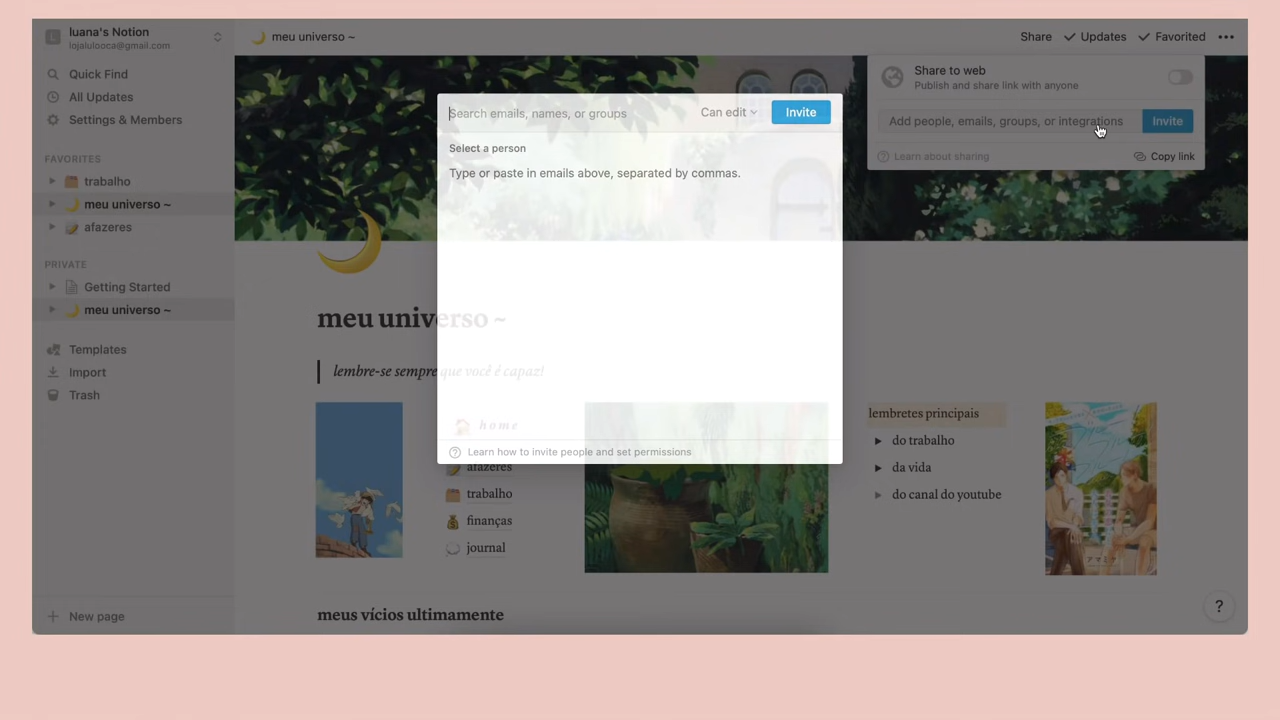 luana's Notion
lojalulooca@gmail.com
Quick Find
All Updates
Settings & Members
FAVORITES
trabalho
meu universo ~
afazeres
PRIVATE
Getting Started
meu universo ~
Templates
Import
Trash
New page
meu universo ~
Share
Updates
Favorited
Share to web
Publish and share link with anyone
Add people, emails, groups, or integrations
Invite
Learn about sharing
Copy link
Search emails, names, or groups
Can edit
Invite
Select a person
Type or paste in emails above, separated by commas.
Learn how to invite people and set permissions
meu universo ~
lembre-se sempre que você é capaz!
home
afazeres
trabalho
finanças
journal
lembretes principais
do trabalho
da vida
do canal do youtube
meus vícios ultimamente
?